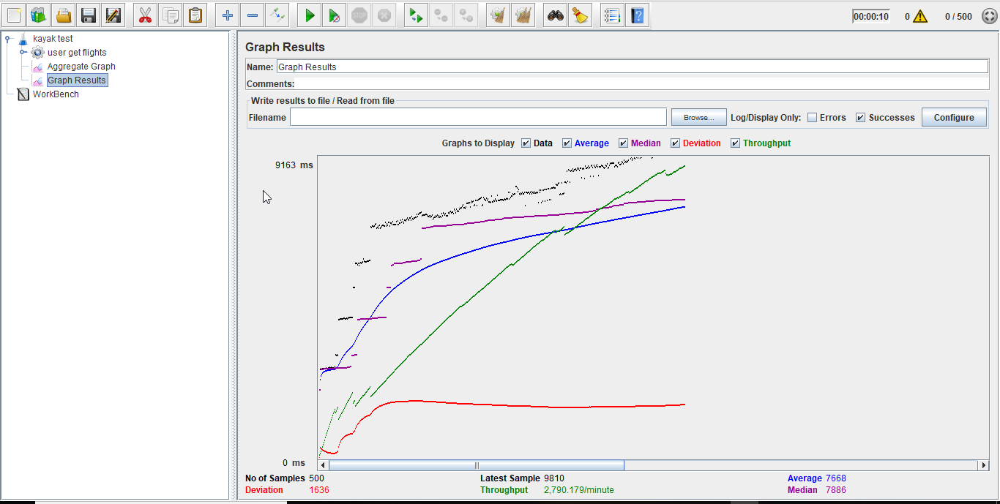 STOP
00:00:10 0 0 / 500
kayak test
user get flights
Aggregate Graph
Graph Results
WorkBench
Graph Results
Name: Graph Results
Comments:
Write results to file / Read from file
Filename Browse... Log/Display Only: Errors Successes Configure
Graphs to Display Data Average Median Deviation Throughput
9163 ms
0 ms
No of Samples 500 Latest Sample 9810 Average 7668
Deviation 1636 Throughput 2,790.179/minute Median 7886